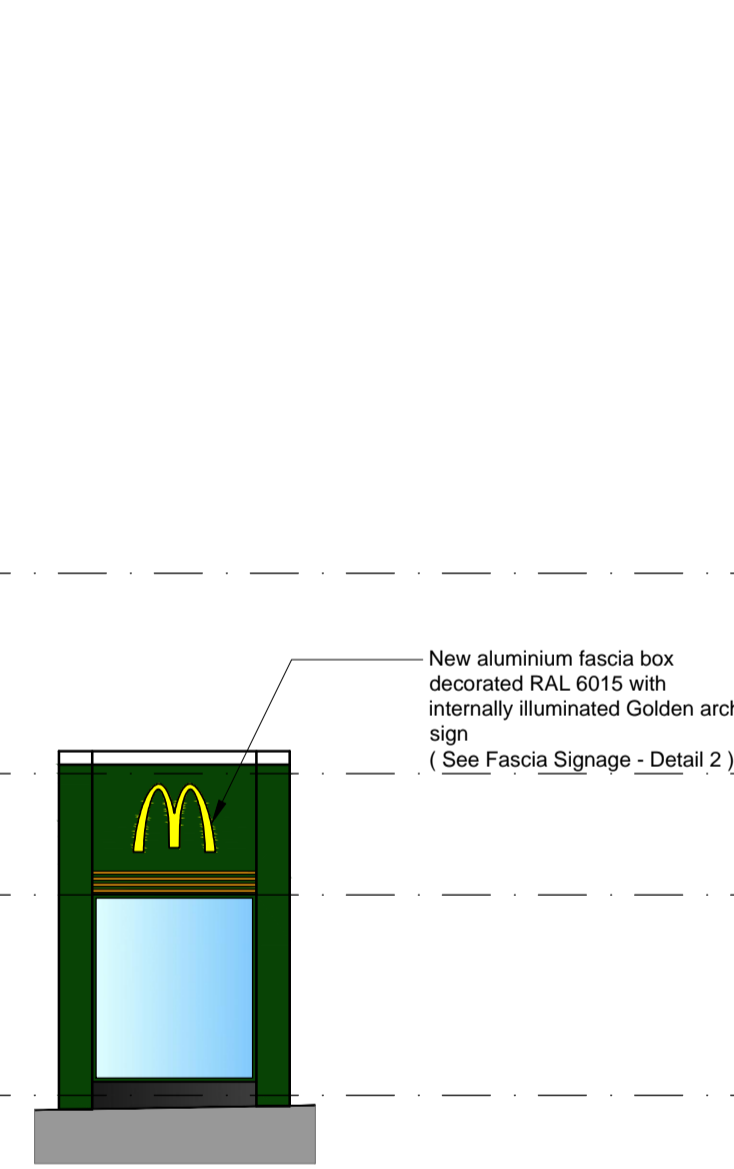 New aluminium fascia box
decorated RAL 6015 with
internally illuminated Golden arch
sign
( See Fascia Signage - Detail 2 )